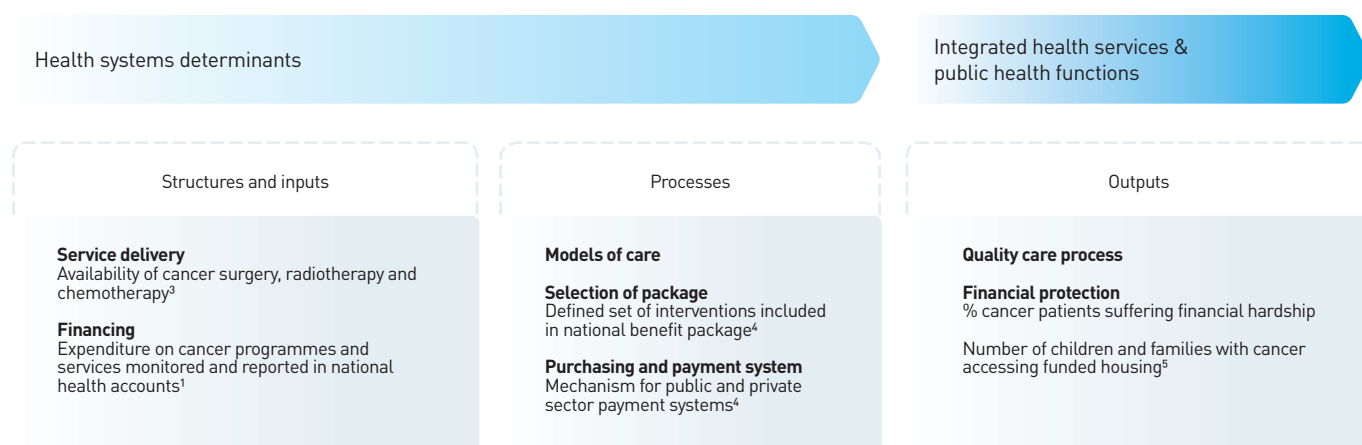 Health systems determinants
Integrated health services &
public health functions
Structures and inputs
Service delivery
Availability of cancer surgery, radiotherapy and
chemotherapy³
Financing
Expenditure on cancer programmes and
services monitored and reported in national
health accounts¹
Processes
Models of care
Selection of package
Defined set of interventions included
in national benefit package⁴
Purchasing and payment system
Mechanism for public and private
sector payment systems⁴
Outputs
Quality care process
Financial protection
% cancer patients suffering financial hardship
Number of children and families with cancer
accessing funded housing⁵